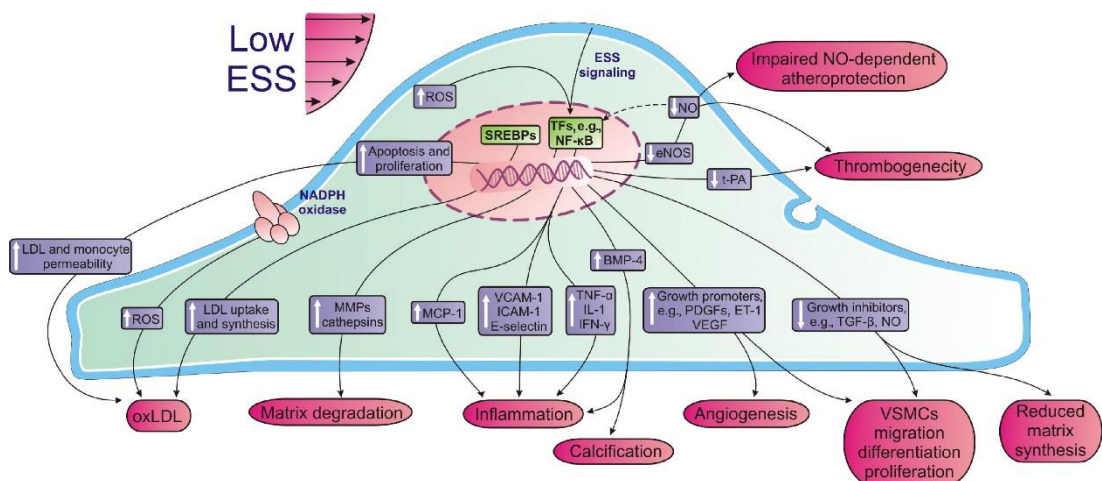 Low
ESS
ESS
signaling
Impaired NO-dependent
atheroprotection
ROS
NO
SREBPs
TFs, e.g.,
NF-κB
Apoptosis and
proliferation
eNOS
t-PA
Thrombogenicity
NADPH
oxidase
LDL and monocyte
permeability
BMP-4
ROS
LDL uptake
and synthesis
MMPs
cathepsins
MCP-1
VCAM-1
ICAM-1
E-selectin
TNF-α
IL-1
IFN-γ
Growth promoters,
e.g., PDGFs, ET-1
VEGF
Growth inhibitors,
e.g., TGF-β, NO
oxLDL
Matrix degradation
Inflammation
Calcification
Angiogenesis
VSMCs
migration
differentiation
proliferation
Reduced
matrix
synthesis